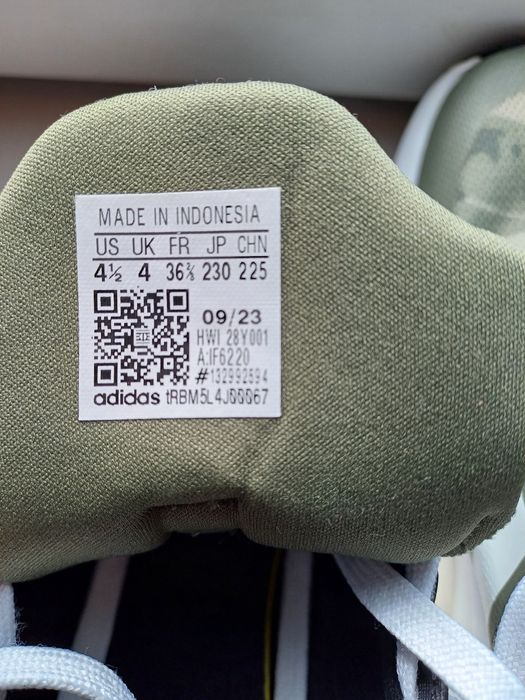 MADE IN INDONESIA
US UK FR JP CHN
4½ 4 36⅔ 230 225
09/23
HWI 28Y001
A:IF6220
#132992594
adidas tRBM5L4J00067